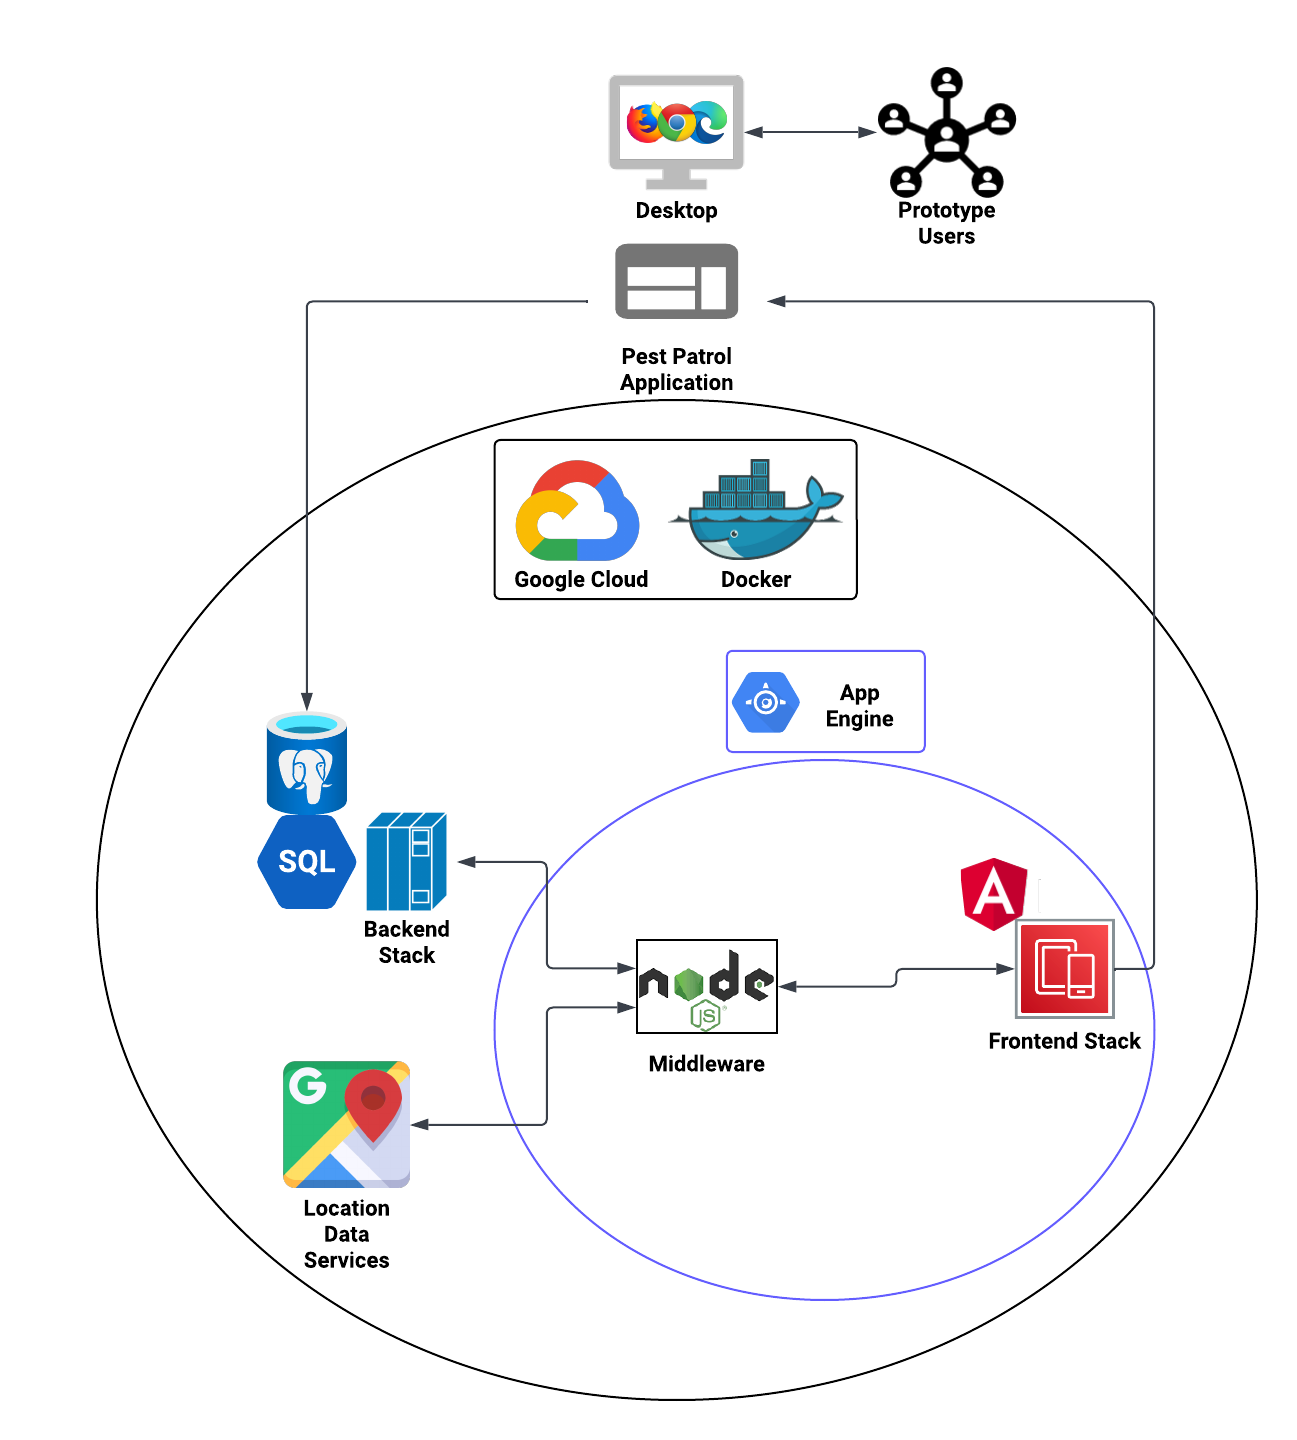 Desktop
Prototype
Users
Pest Patrol
Application
Google Cloud
Docker
App
Engine
SQL
Backend
Stack
node
JS
®
Middleware
Frontend Stack
A
G
Location
Data
Services